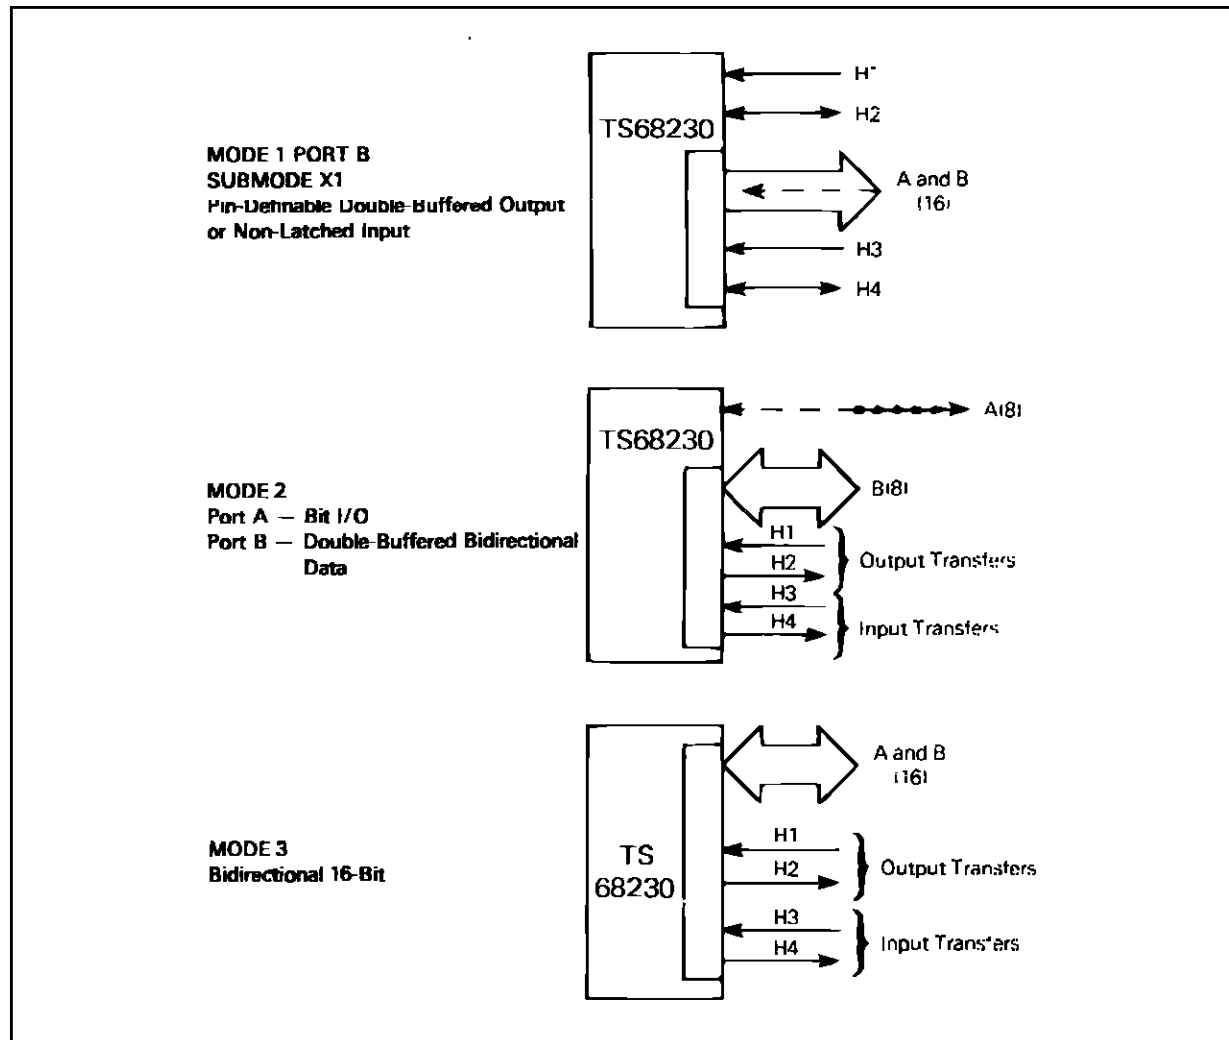 TS68230
H1
H2
MODE 1 PORT B
SUBMODE X1
Pin-Definable Double-Buffered Output
or Non-Latched Input
A and B
(16)
H3
H4
TS68230
A(8)
B(8)
MODE 2
Port A — Bit I/O
Port B — Double-Buffered Bidirectional
Data
H1
H2
Output Transfers
H3
H4
Input Transfers
A and B
(16)
MODE 3
Bidirectional 16-Bit
TS
68230
H1
H2
Output Transfers
H3
H4
Input Transfers